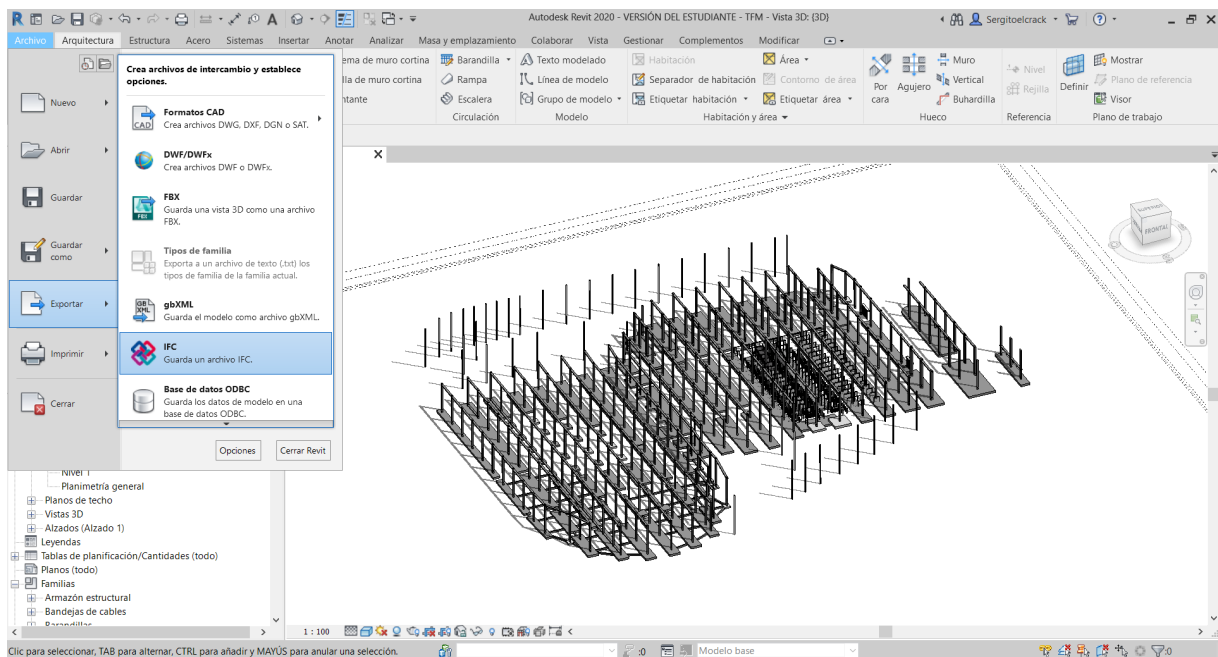 Autodesk Revit 2020 - VERSIÓN DEL ESTUDIANTE - TFM - Vista 3D: {3D}
Sergitoelcrack
Archivo Arquitectura Estructura Acero Sistemas Insertar Anotar Analizar Masa y emplazamiento Colaborar Vista Gestionar Complementos Modificar
Crea archivos de intercambio y establece
opciones.
Nuevo
Abrir
Guardar
Guardar
como
Exportar
Imprimir
Cerrar
CAD
Formatos CAD
Crea archivos DWG, DXF, DGN o SAT.
DWF/DWFx
Crea archivos DWF o DWFx.
FBX
FBX
Guarda una vista 3D como una archivo
FBX.
Tipos de familia
Exporta a un archivo de texto (.txt) los
tipos de familia de la familia actual.
GB
XML
gbXML
Guarda el modelo como archivo gbXML.
IFC
Guarda un archivo IFC.
Base de datos ODBC
Guarda los datos de modelo en una
base de datos ODBC.
Opciones Cerrar Revit
ema de muro cortina
lla de muro cortina
ntante
Barandilla
Rampa
Escalera
Circulación
Texto modelado
Línea de modelo
Grupo de modelo
Modelo
Habitación
Separador de habitación
Etiquetar habitación
Área
Contorno de área
Etiquetar área
Habitación y área
Por
cara
Agujero
Muro
Vertical
Buhardilla
Hueco
Nivel
Rejilla
Referencia
Definir
Mostrar
Plano de referencia
Visor
Plano de trabajo
SUPERIOR
FRONTAL
Nivel 1
Planimetría general
Planos de techo
Vistas 3D
Alzados (Alzado 1)
Leyendas
Tablas de planificación/Cantidades (todo)
Planos (todo)
Familias
Armazón estructural
Bandejas de cables
Barandillas
1 : 100
Clic para seleccionar, TAB para alternar, CTRL para añadir y MAYÚS para anular una selección.
:0
Modelo base
:0